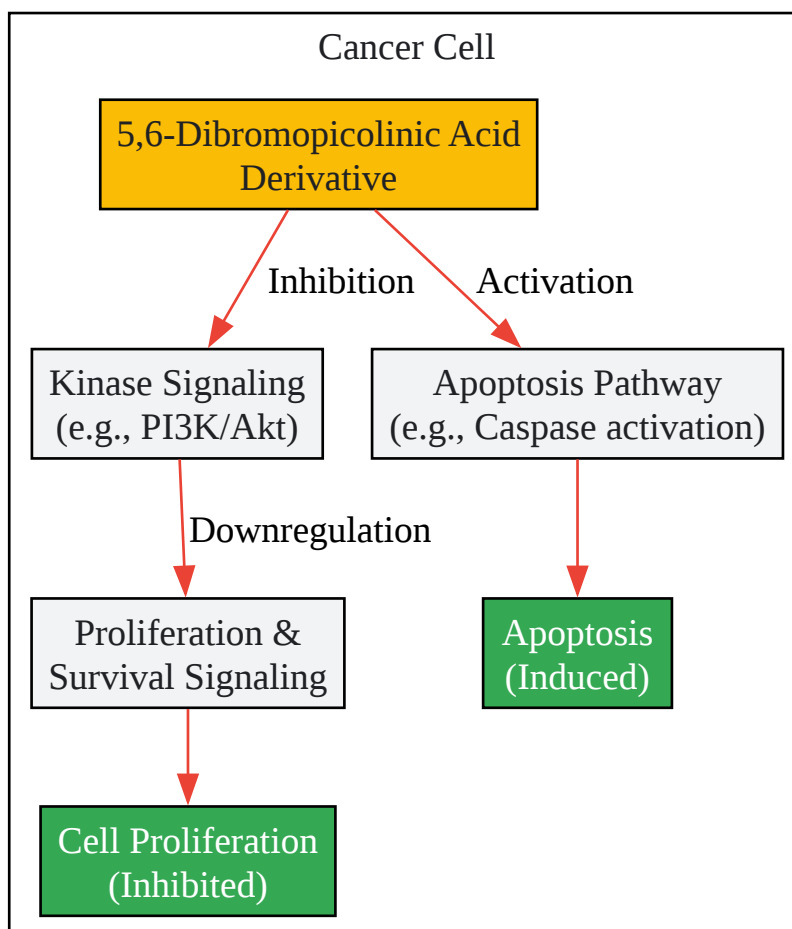 Cancer Cell
5,6-Dibromopicolinic Acid
Derivative
Inhibition
Activation
Kinase Signaling
(e.g., PI3K/Akt)
Apoptosis Pathway
(e.g., Caspase activation)
Downregulation
Proliferation &
Survival Signaling
Apoptosis
(Induced)
Cell Proliferation
(Inhibited)